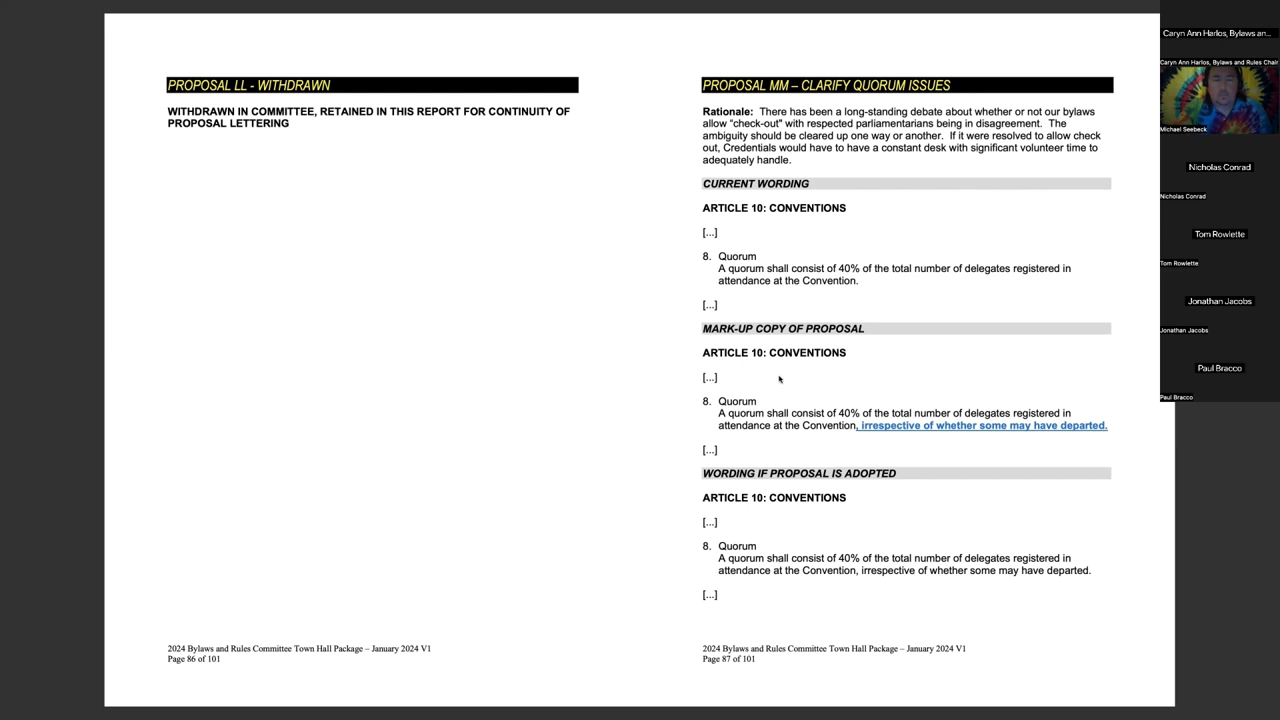 PROPOSAL LL - WITHDRAWN
WITHDRAWN IN COMMITTEE, RETAINED IN THIS REPORT FOR CONTINUITY OF
PROPOSAL LETTERING
2024 Bylaws and Rules Committee Town Hall Package – January 2024 V1
Page 86 of 101
PROPOSAL MM – CLARIFY QUORUM ISSUES
Rationale: There has been a long-standing debate about whether or not our bylaws
allow “check-out” with respected parliamentarians being in disagreement. The
ambiguity should be cleared up one way or another. If it were resolved to allow check
out, Credentials would have to have a constant desk with significant volunteer time to
adequately handle.
CURRENT WORDING
ARTICLE 10: CONVENTIONS
[...]
8. Quorum
A quorum shall consist of 40% of the total number of delegates registered in
attendance at the Convention.
[...]
MARK-UP COPY OF PROPOSAL
ARTICLE 10: CONVENTIONS
[...]
8. Quorum
A quorum shall consist of 40% of the total number of delegates registered in
attendance at the Convention, irrespective of whether some may have departed.
[...]
WORDING IF PROPOSAL IS ADOPTED
ARTICLE 10: CONVENTIONS
[...]
8. Quorum
A quorum shall consist of 40% of the total number of delegates registered in
attendance at the Convention, irrespective of whether some may have departed.
[...]
2024 Bylaws and Rules Committee Town Hall Package – January 2024 V1
Page 87 of 101
Caryn Ann Harlos, Bylaws an...
Caryn Ann Harlos, Bylaws and Rules Chair
Michael Seebeck
Nicholas Conrad
Nicholas Conrad
Tom Rowlette
Tom Rowlette
Jonathan Jacobs
Jonathan Jacobs
Paul Bracco
Paul Bracco